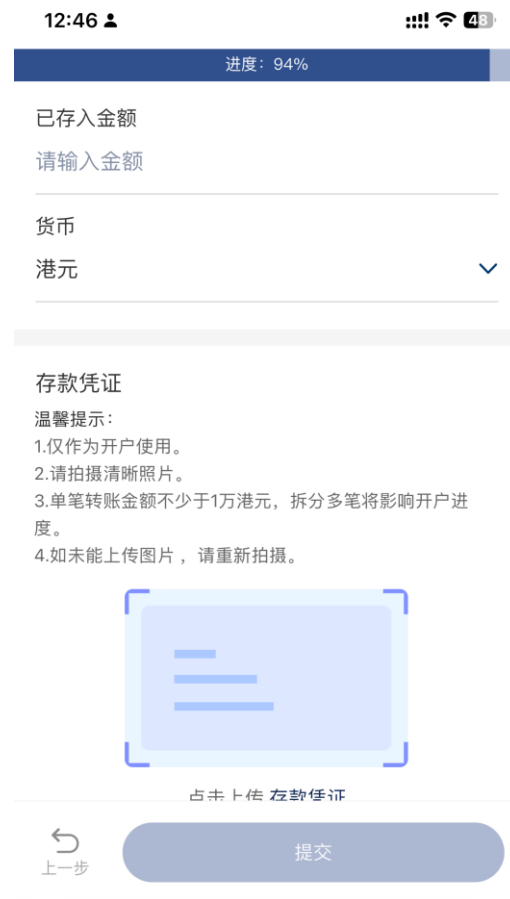 12:46
48
进度：94%
已存入金额
请输入金额
货币
港元
存款凭证
温馨提示：
1.仅作为开户使用。
2.请拍摄清晰照片。
3.单笔转账金额不少于1万港元，拆分多笔将影响开户进
度。
4.如未能上传图片，请重新拍摄。
点击上传 存款凭证
上一步
提交